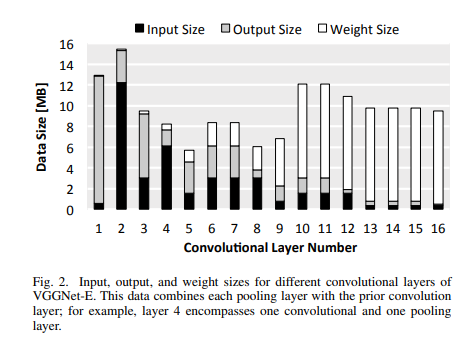 Input Size Output Size Weight Size
16
14
12
10
8
6
4
2
0
Data Size [MB]
1 2 3 4 5 6 7 8 9 10 11 12 13 14 15 16
Convolutional Layer Number
Fig. 2. Input, output, and weight sizes for different convolutional layers of
VGGNet-E. This data combines each pooling layer with the prior convolution
layer; for example, layer 4 encompasses one convolutional and one pooling
layer.